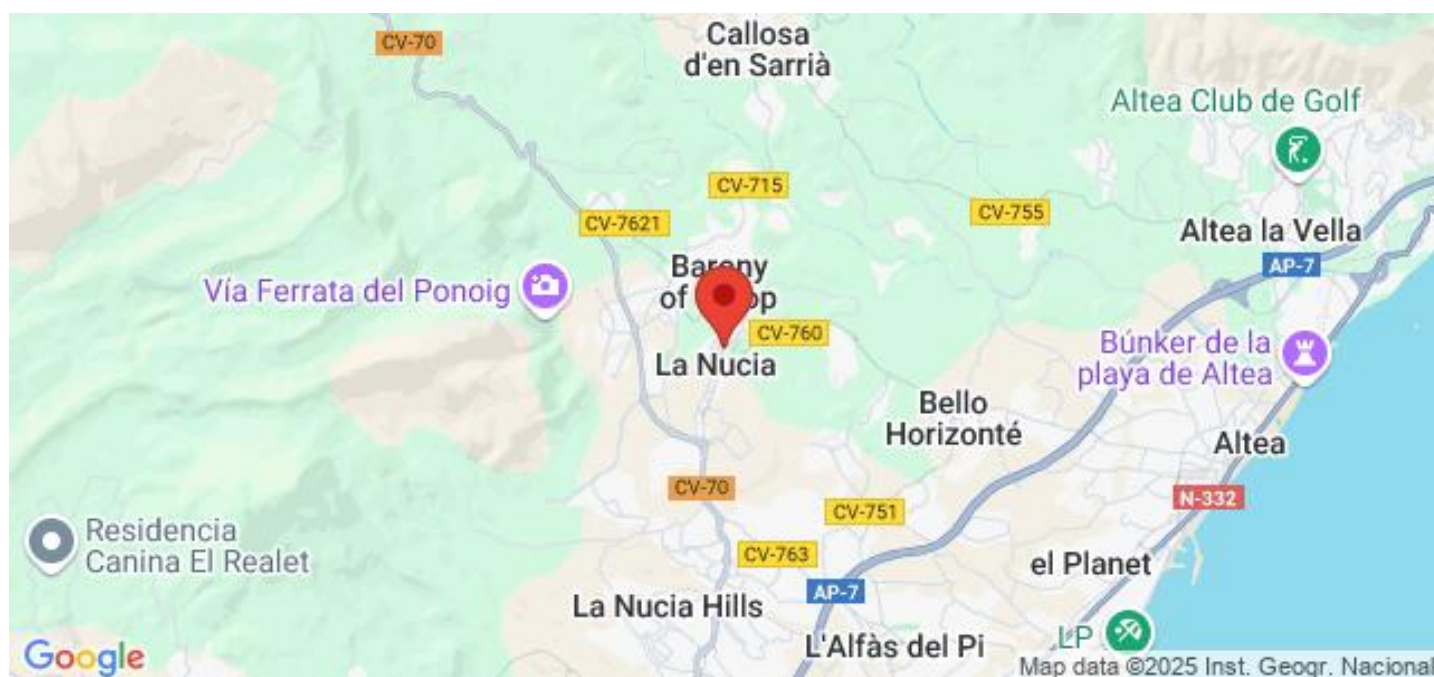 CV-70
Callosa
d'en Sarrià
Altea Club de Golf
CV-715
CV-7621
CV-755
Altea la Vella
AP-7
Vía Ferrata del Ponoig
Barony
of
CV-760
La Nucia
Búnker de la
playa de Altea
Bello
Horizonté
Altea
CV-70
N-332
CV-751
Residencia
Canina El Realet
CV-763
el Planet
AP-7
La Nucia Hills
L'Alfàs del Pi
LP
Google
Map data ©2025 Inst. Geogr. Nacional